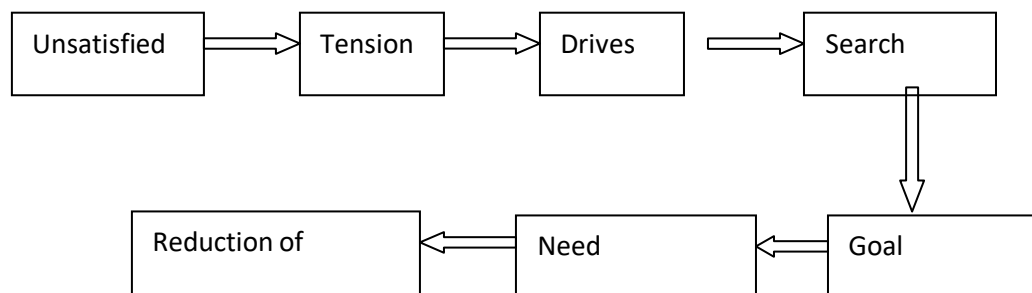 Unsatisfied
Tension
Drives
Search
Goal
Need
Reduction of